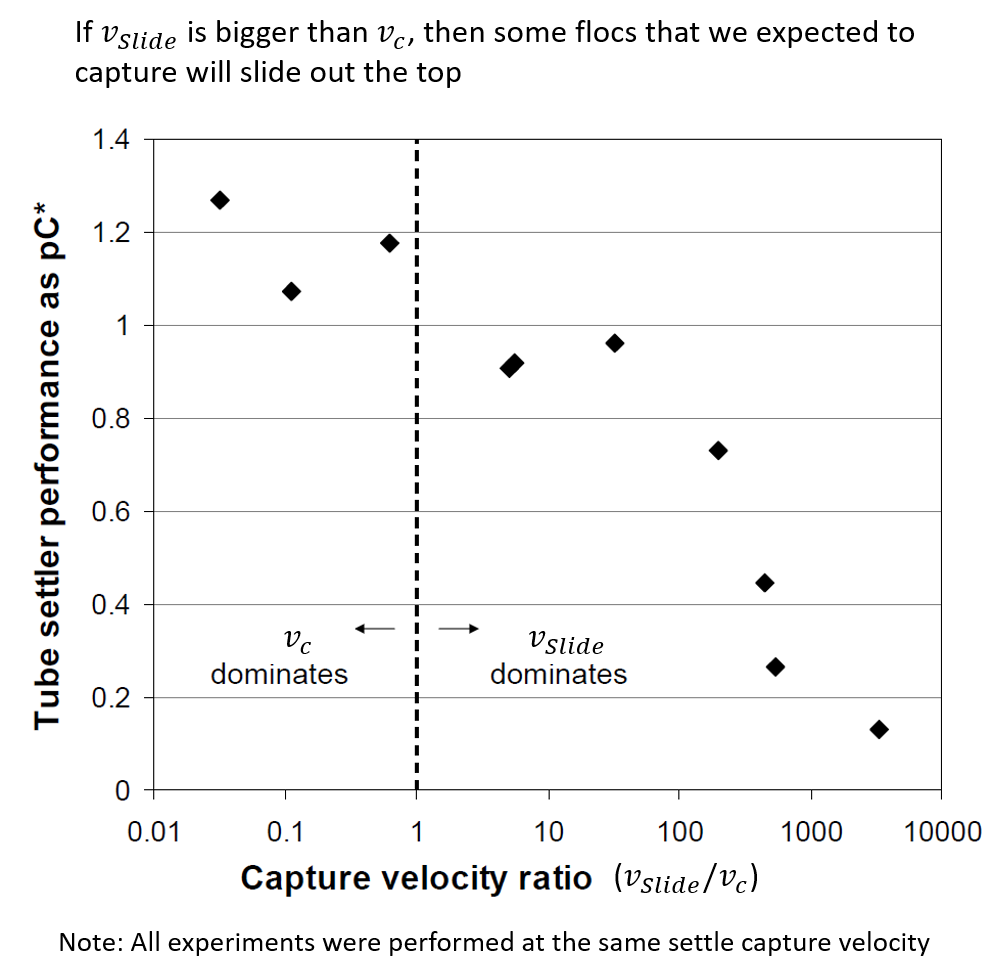 If v_Slide is bigger than v_c, then some flocs that we expected to
capture will slide out the top
1.4
1.2
1
0.8
0.6
0.4
0.2
0
Tube settler performance as pC*
v_c
dominates
v_Slide
dominates
0.01 0.1 1 10 100 1000 10000
Capture velocity ratio (v_Slide/v_c)
Note: All experiments were performed at the same settle capture velocity